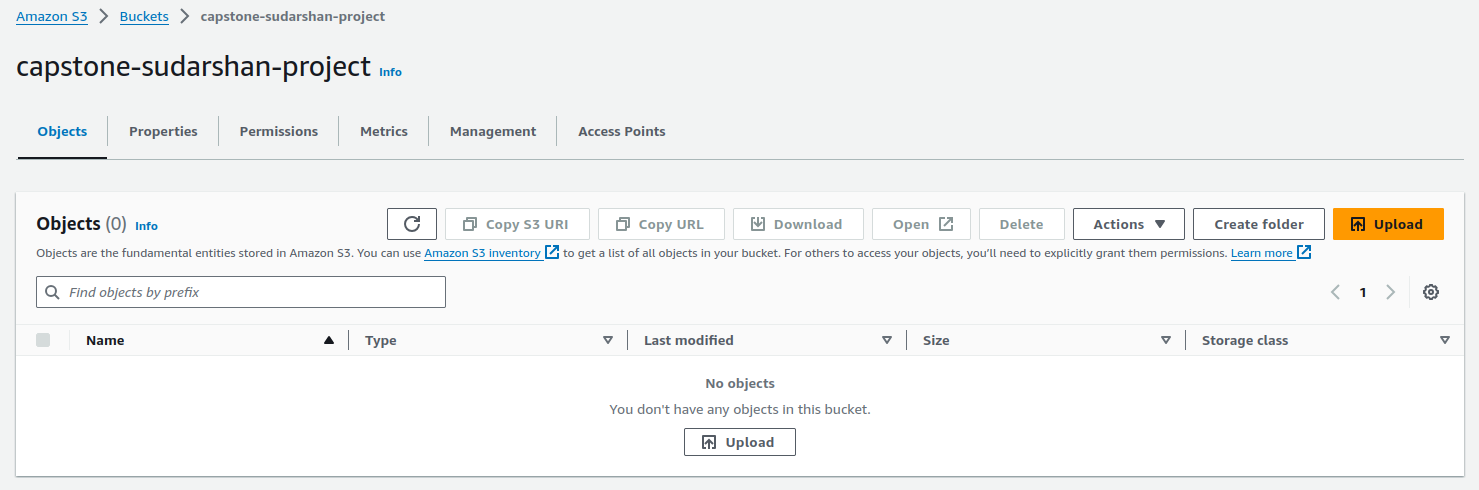 Amazon S3 > Buckets > capstone-sudarshan-project
capstone-sudarshan-project Info
Objects Properties Permissions Metrics Management Access Points
Objects (0) Info Copy S3 URI Copy URL Download Open Delete Actions Create folder Upload
Objects are the fundamental entities stored in Amazon S3. You can use Amazon S3 inventory to get a list of all objects in your bucket. For others to access your objects, you'll need to explicitly grant them permissions. Learn more
Find objects by prefix 1
Name Type Last modified Size Storage class
No objects
You don't have any objects in this bucket.
Upload